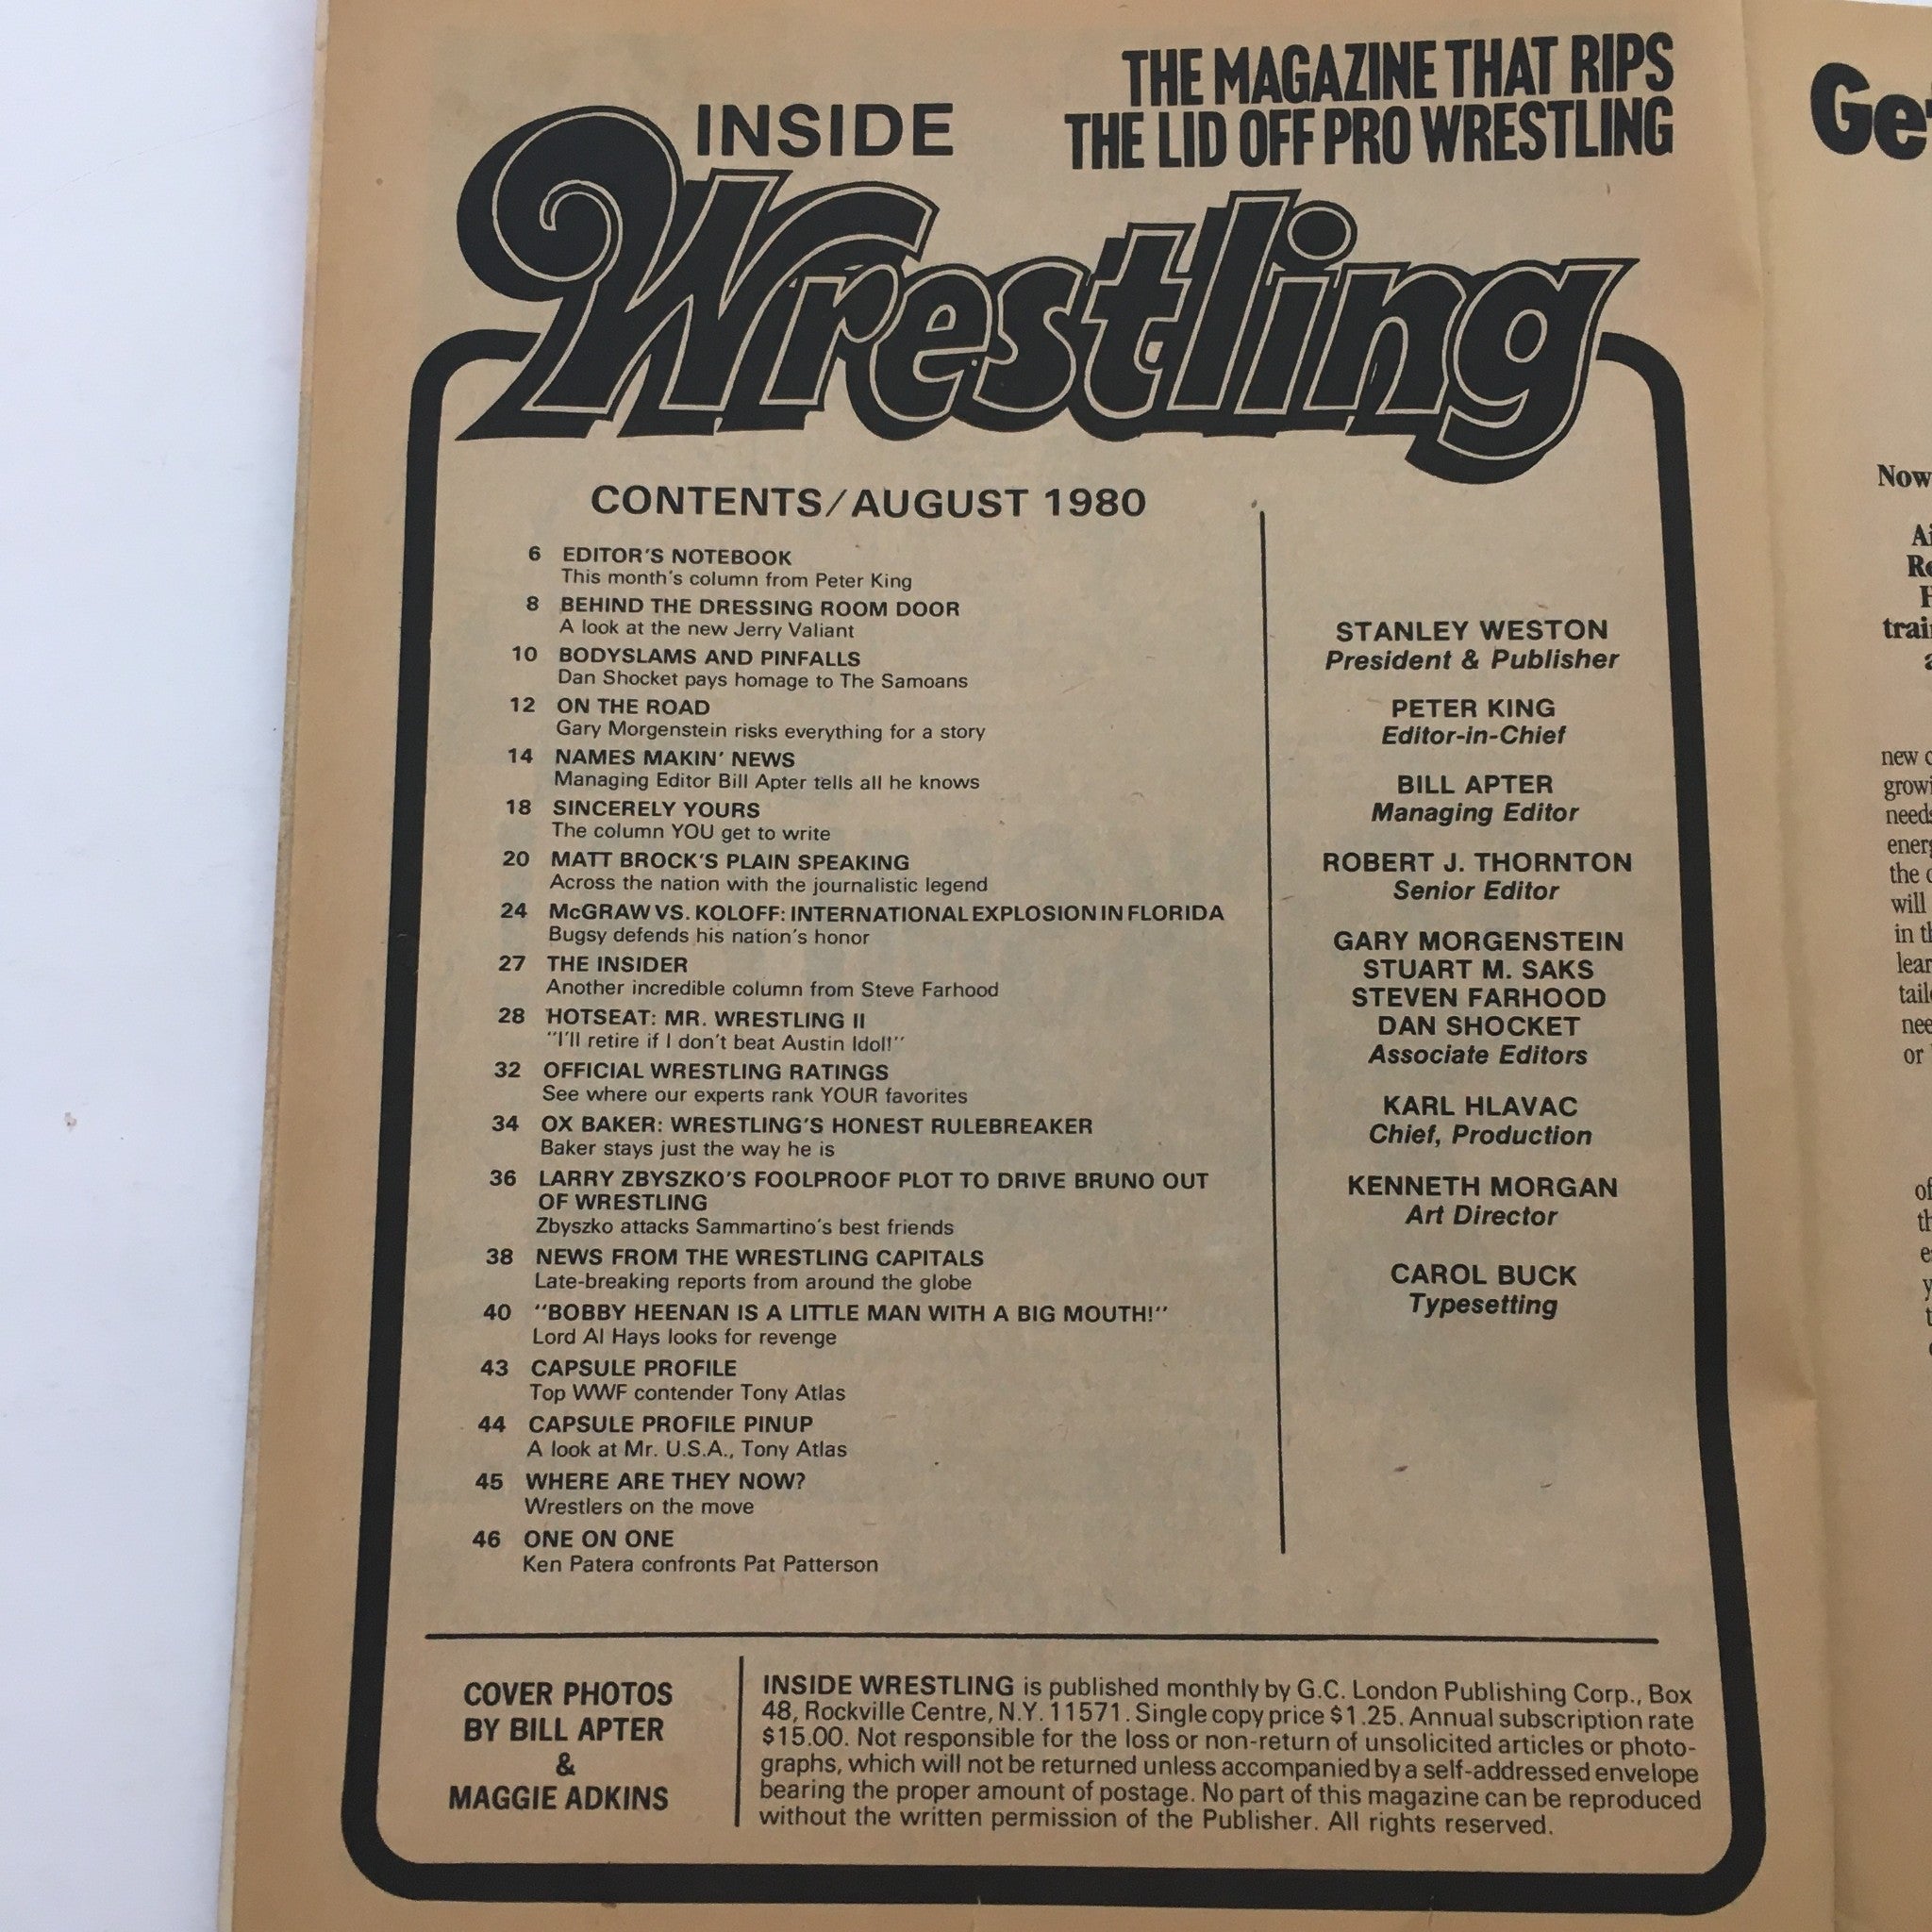 THE MAGAZINE THAT RIPS
THE LID OFF PRO WRESTLING
INSIDE
Wrestling
CONTENTS/AUGUST 1980
6 EDITOR'S NOTEBOOK
This month's column from Peter King
8 BEHIND THE DRESSING ROOM DOOR
A look at the new Jerry Valiant
10 BODYSLAMS AND PINFALLS
Dan Shocket pays homage to The Samoans
12 ON THE ROAD
Gary Morgenstein risks everything for a story
14 NAMES MAKIN' NEWS
Managing Editor Bill Apter tells all he knows
18 SINCERELY YOURS
The column YOU get to write
20 MATT BROCK'S PLAIN SPEAKING
Across the nation with the journalistic legend
24 McGRAW VS. KOLOFF: INTERNATIONAL EXPLOSION IN FLORIDA
Bugsy defends his nation's honor
27 THE INSIDER
Another incredible column from Steve Farhood
28 HOTSEAT: MR. WRESTLING II
"I'll retire if I don't beat Austin Idol!"
32 OFFICIAL WRESTLING RATINGS
See where our experts rank YOUR favorites
34 OX BAKER: WRESTLING'S HONEST RULEBREAKER
Baker stays just the way he is
36 LARRY ZBYSZKO'S FOOLPROOF PLOT TO DRIVE BRUNO OUT
OF WRESTLING
Zbyszko attacks Sammartino's best friends
38 NEWS FROM THE WRESTLING CAPITALS
Late-breaking reports from around the globe
40 "BOBBY HEENAN IS A LITTLE MAN WITH A BIG MOUTH!"
Lord Al Hays looks for revenge
43 CAPSULE PROFILE
Top WWF contender Tony Atlas
44 CAPSULE PROFILE PINUP
A look at Mr. U.S.A., Tony Atlas
45 WHERE ARE THEY NOW?
Wrestlers on the move
46 ONE ON ONE
Ken Patera confronts Pat Patterson
STANLEY WESTON
President & Publisher
PETER KING
Editor-in-Chief
BILL APTER
Managing Editor
ROBERT J. THORNTON
Senior Editor
GARY MORGENSTEIN
STUART M. SAKS
STEVEN FARHOOD
DAN SHOCKET
Associate Editors
KARL HLAVAC
Chief, Production
KENNETH MORGAN
Art Director
CAROL BUCK
Typesetting
COVER PHOTOS
BY BILL APTER
&
MAGGIE ADKINS
INSIDE WRESTLING is published monthly by G.C. London Publishing Corp., Box
48, Rockville Centre, N.Y. 11571. Single copy price $1.25. Annual subscription rate
$15.00. Not responsible for the loss or non-return of unsolicited articles or photo-
graphs, which will not be returned unless accompanied by a self-addressed envelope
bearing the proper amount of postage. No part of this magazine can be reproduced
without the written permission of the Publisher. All rights reserved.
Now
new
will
or